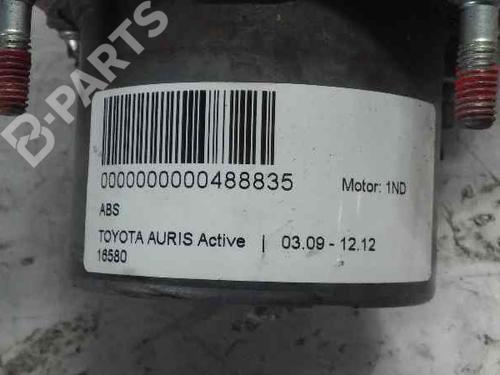 B-PARTS
0000000000488835 Motor: 1ND
ABS
TOYOTA AURIS Active | 03.09 - 12.12
16580